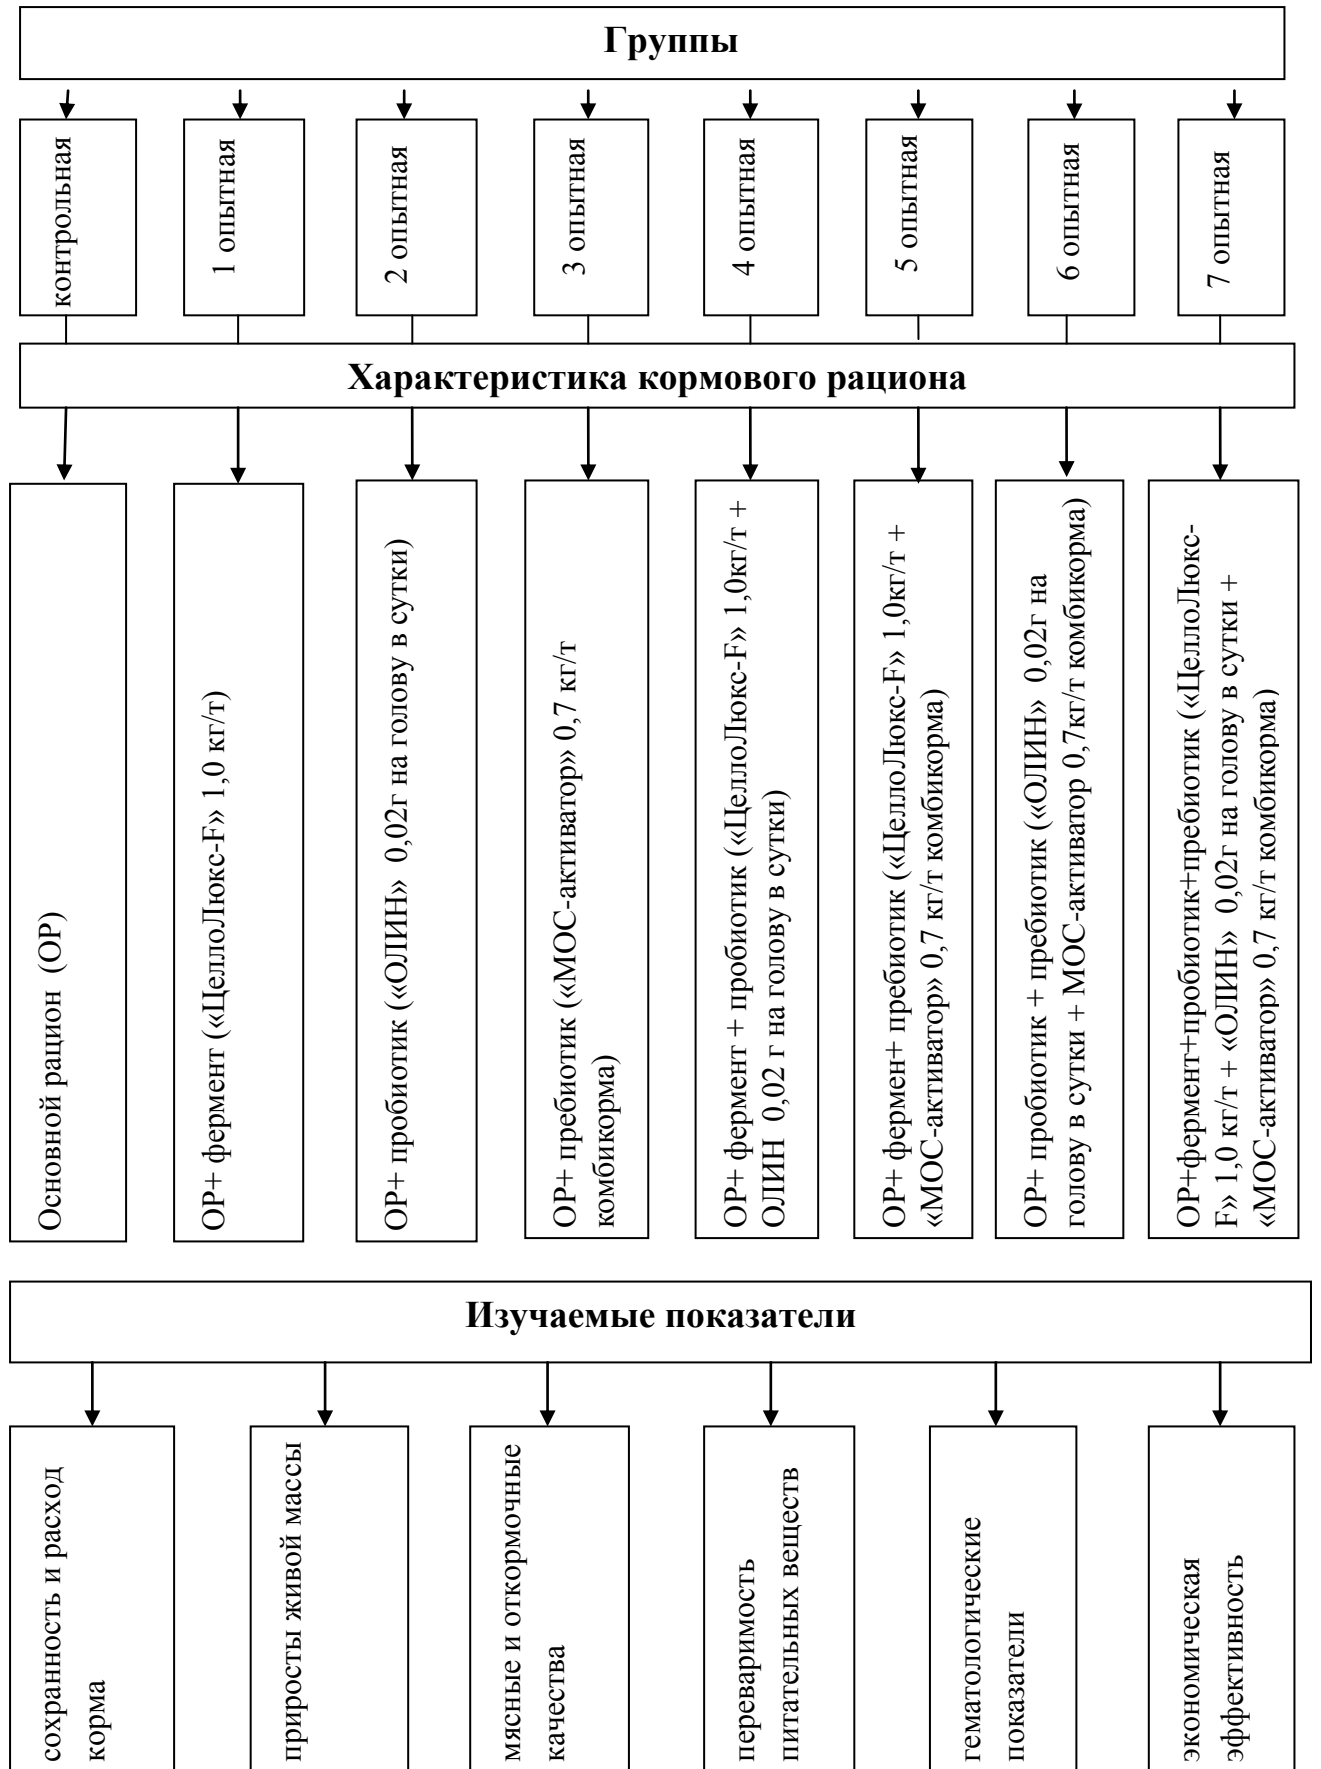 Группы
контрольная
1 опытная
2 опытная
3 опытная
4 опытная
5 опытная
6 опытная
7 опытная
Характеристика кормового рациона
Основной рацион (ОР)
ОР+ фермент («ЦеллоЛюкс-F» 1,0 кг/т)
ОР+ пробиотик («ОЛИН» 0,02г на голову в сутки)
ОР+ пребиотик («МОС-активатор» 0,7 кг/т
комбикорма)
ОР+ фермент + пробиотик («ЦеллоЛюкс-F» 1,0кг/т +
ОЛИН 0,02 г на голову в сутки)
ОР+ фермен+ пребиотик («ЦеллоЛюкс-F» 1,0кг/т +
«МОС-активатор» 0,7 кг/т комбикорма)
ОР+ пробиотик + пребиотик («ОЛИН» 0,02г на
голову в сутки + МОС-активатор 0,7кг/т комбикорма)
ОР+фермент+пробиотик+пребиотик («ЦеллоЛюкс-
F» 1,0 кг/т + «ОЛИН» 0,02г на голову в сутки +
«МОС-активатор» 0,7 кг/т комбикорма)
Изучаемые показатели
сохранность и расход
корма
приросты живой массы
мясные и откормочные
качества
переваримость
питательных веществ
гематологические
показатели
экономическая
эффективность